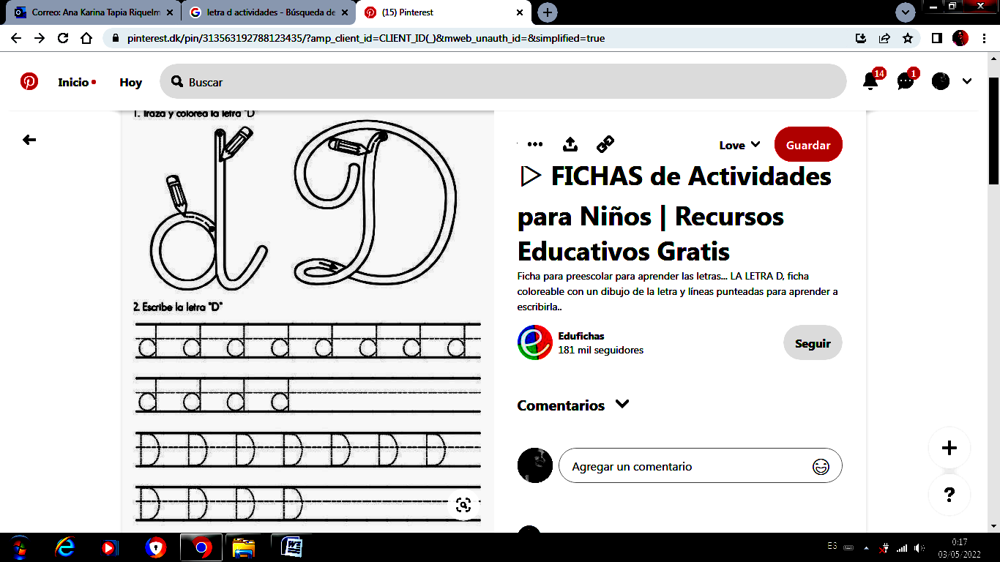 Correo: Ana Karina Tapia Riquelm
letra d actividades - Búsqueda de
(15) Pinterest
pinterest.dk/pin/313563192788123435/?amp_client_id=CLIENT_ID(_)&mweb_unauth_id=&simplified=true
Inicio
Hoy
Buscar
14
1
1. Traza y colorea la letra "D"
Love
Guardar
▷ FICHAS de Actividades
para Niños | Recursos
Educativos Gratis
Ficha para preescolar para aprender las letras... LA LETRA D, ficha
coloreable con un dibujo de la letra y líneas punteadas para aprender a
escribirla..
Edufichas
181 mil seguidores
Seguir
Comentarios
Agregar un comentario
d D
2. Escribe la letra "D"
d d d d d d d d
d d d d
D D D D D D D
D D D D
+
?
ES
0:17
03/05/2022